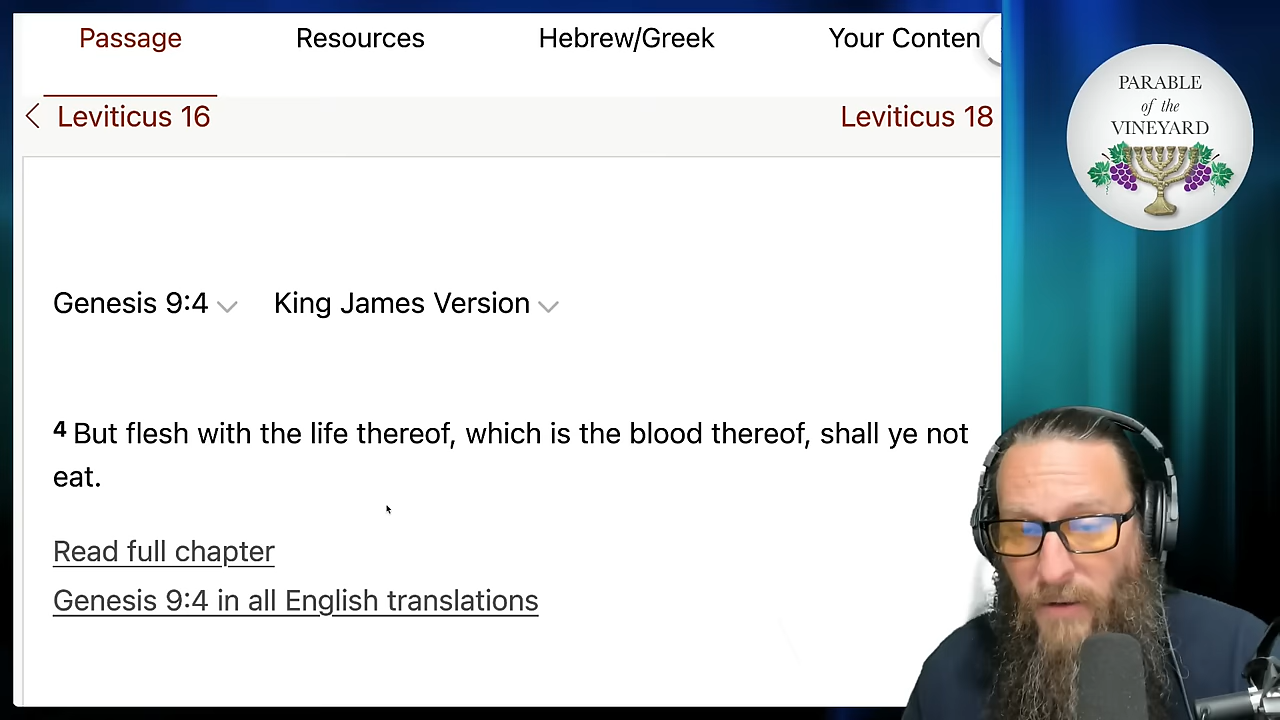 Passage Resources Hebrew/Greek Your Conten
Leviticus 16 Leviticus 18
PARABLE
of the
VINEYARD
Genesis 9:4 King James Version
4 But flesh with the life thereof, which is the blood thereof, shall ye not
eat.
Read full chapter
Genesis 9:4 in all English translations